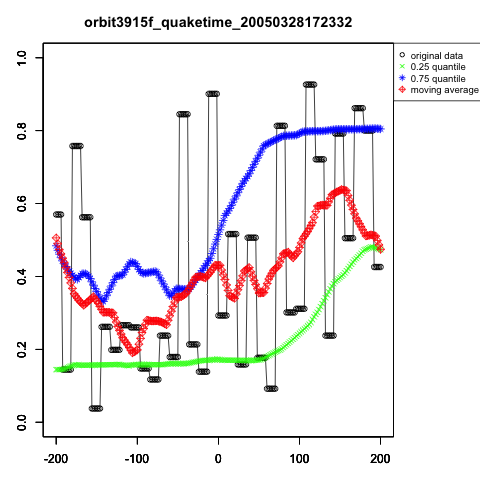 orbit3915f_quaketime_20050328172332
original data
0.25 quantile
0.75 quantile
moving average
1.0
0.8
0.6
0.4
0.2
0.0
-200
-100
0
100
200